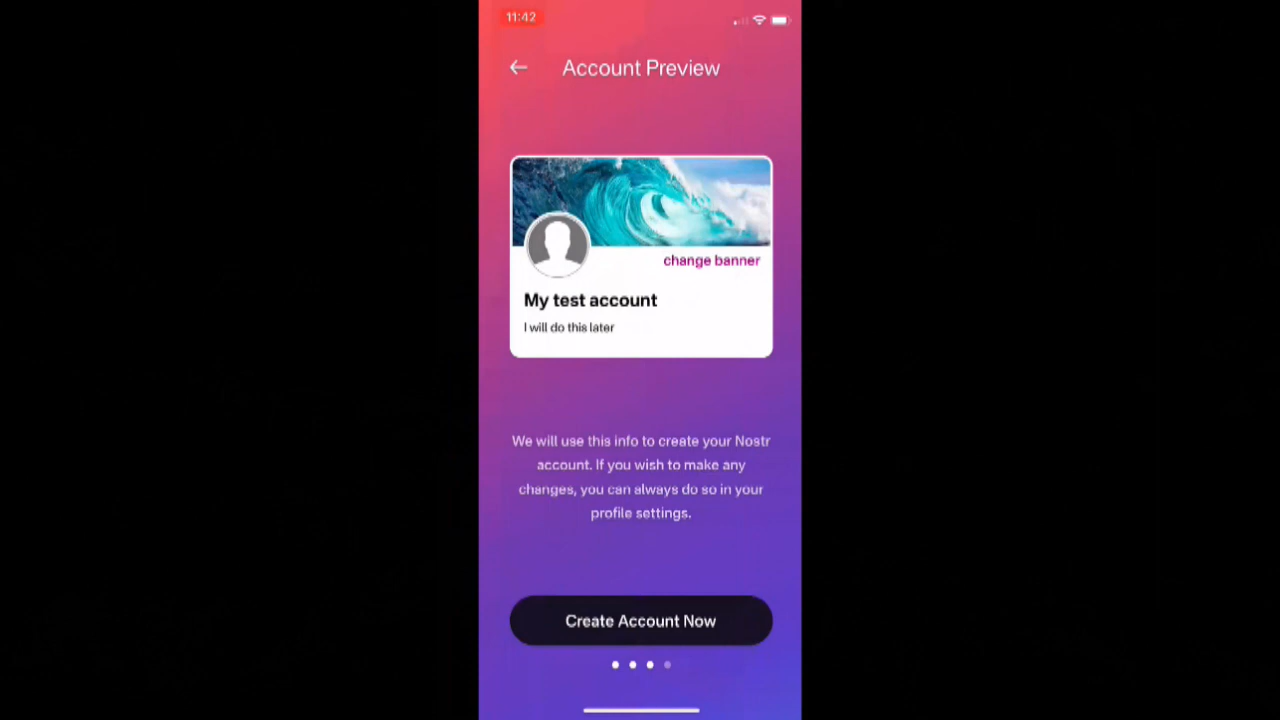 11:42
Account Preview
change banner
My test account
I will do this later
We will use this info to create your Nostr
account. If you wish to make any
changes, you can always do so in your
profile settings.
Create Account Now